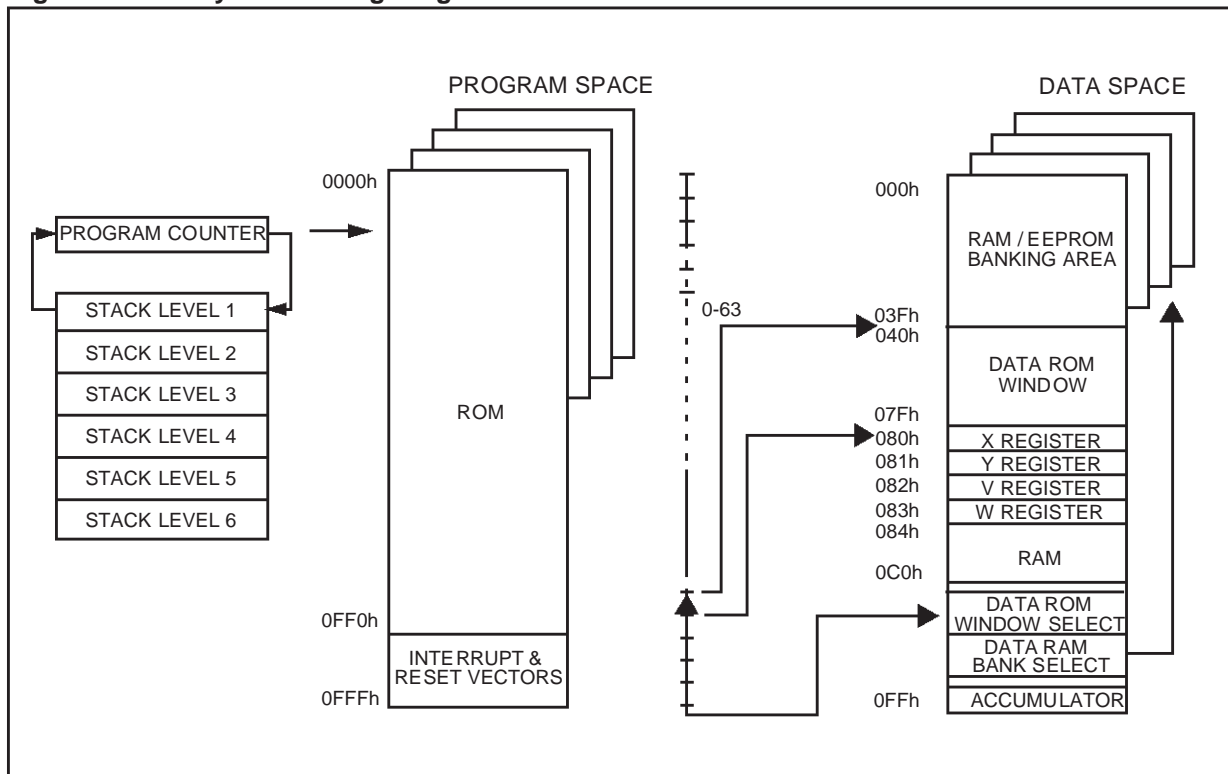 PROGRAM SPACE
DATA SPACE
0000h
PROGRAM COUNTER
STACK LEVEL 1
STACK LEVEL 2
STACK LEVEL 3
STACK LEVEL 4
STACK LEVEL 5
STACK LEVEL 6
ROM
0FF0h
INTERRUPT &
RESET VECTORS
0FFFh
0-63
000h
RAM / EEPROM
BANKING AREA
03Fh
040h
DATA ROM
WINDOW
07Fh
080h
X REGISTER
081h
Y REGISTER
082h
V REGISTER
083h
W REGISTER
084h
RAM
0C0h
DATA ROM
WINDOW SELECT
DATA RAM
BANK SELECT
0FFh
ACCUMULATOR